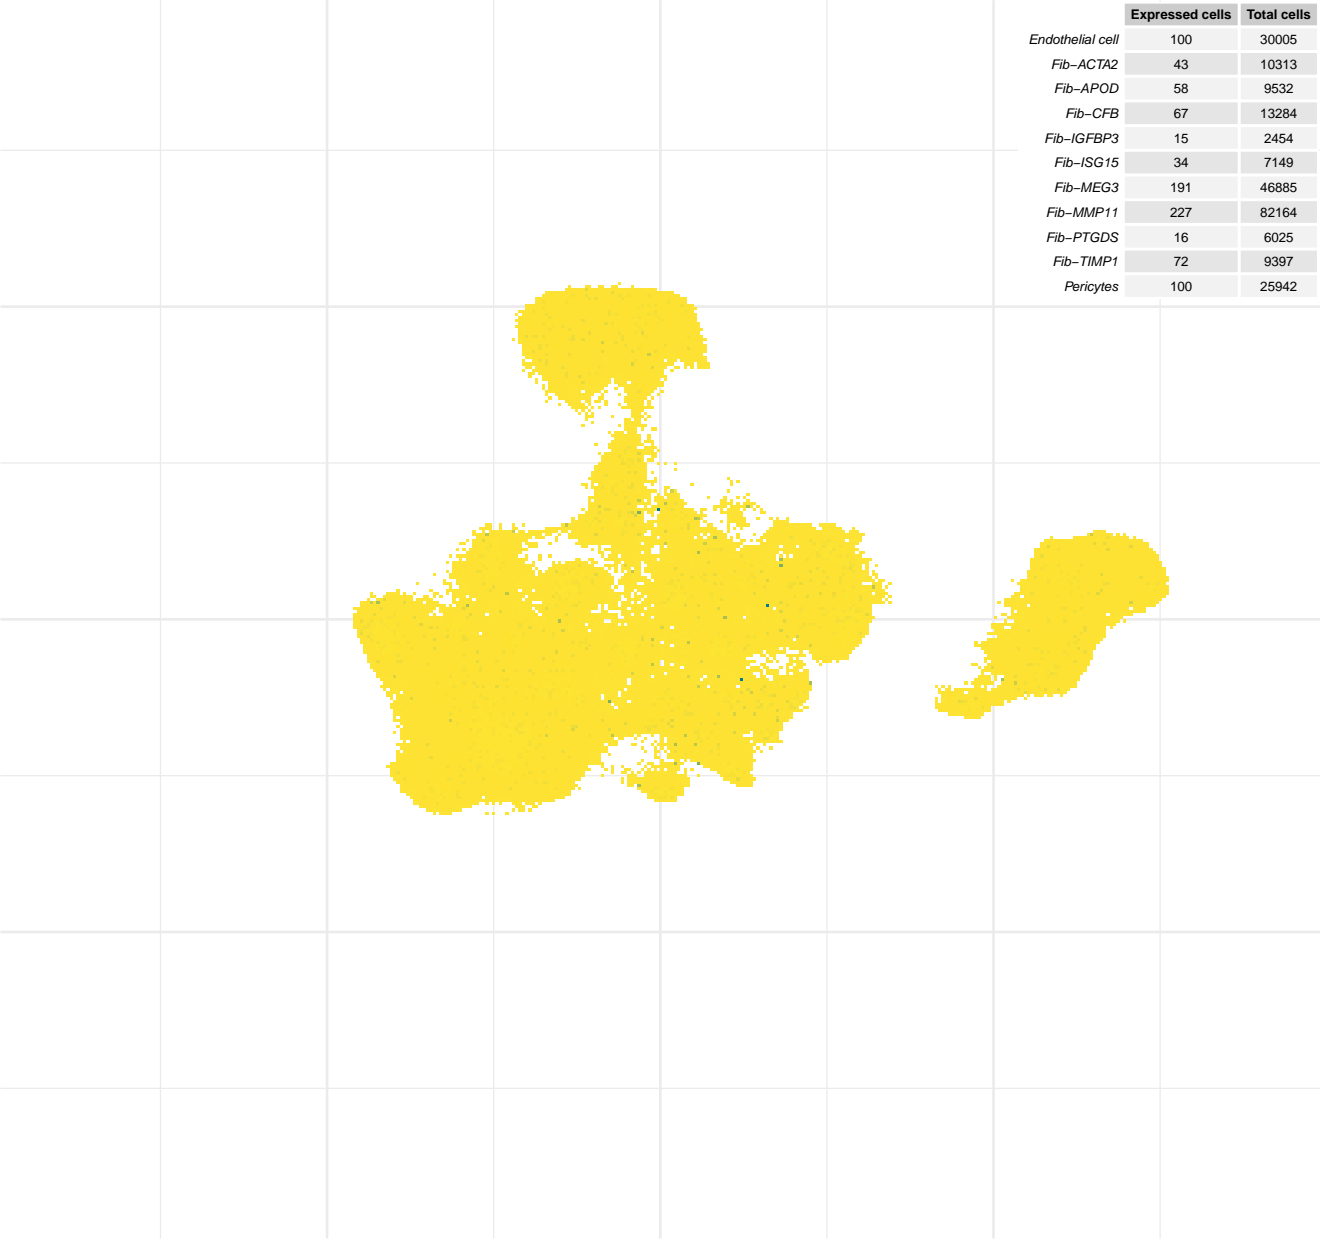 Expressed cells Total cells
Endothelial cell 100 30005
Fib−ACTA2 43 10313
Fib−APOD 58 9532
Fib−CFB 67 13284
Fib−IGFBP3 15 2454
Fib−ISG15 34 7149
Fib−MEG3 191 46885
Fib−MMP11 227 82164
Fib−PTGDS 16 6025
Fib−TIMP1 72 9397
Pericytes 100 25942